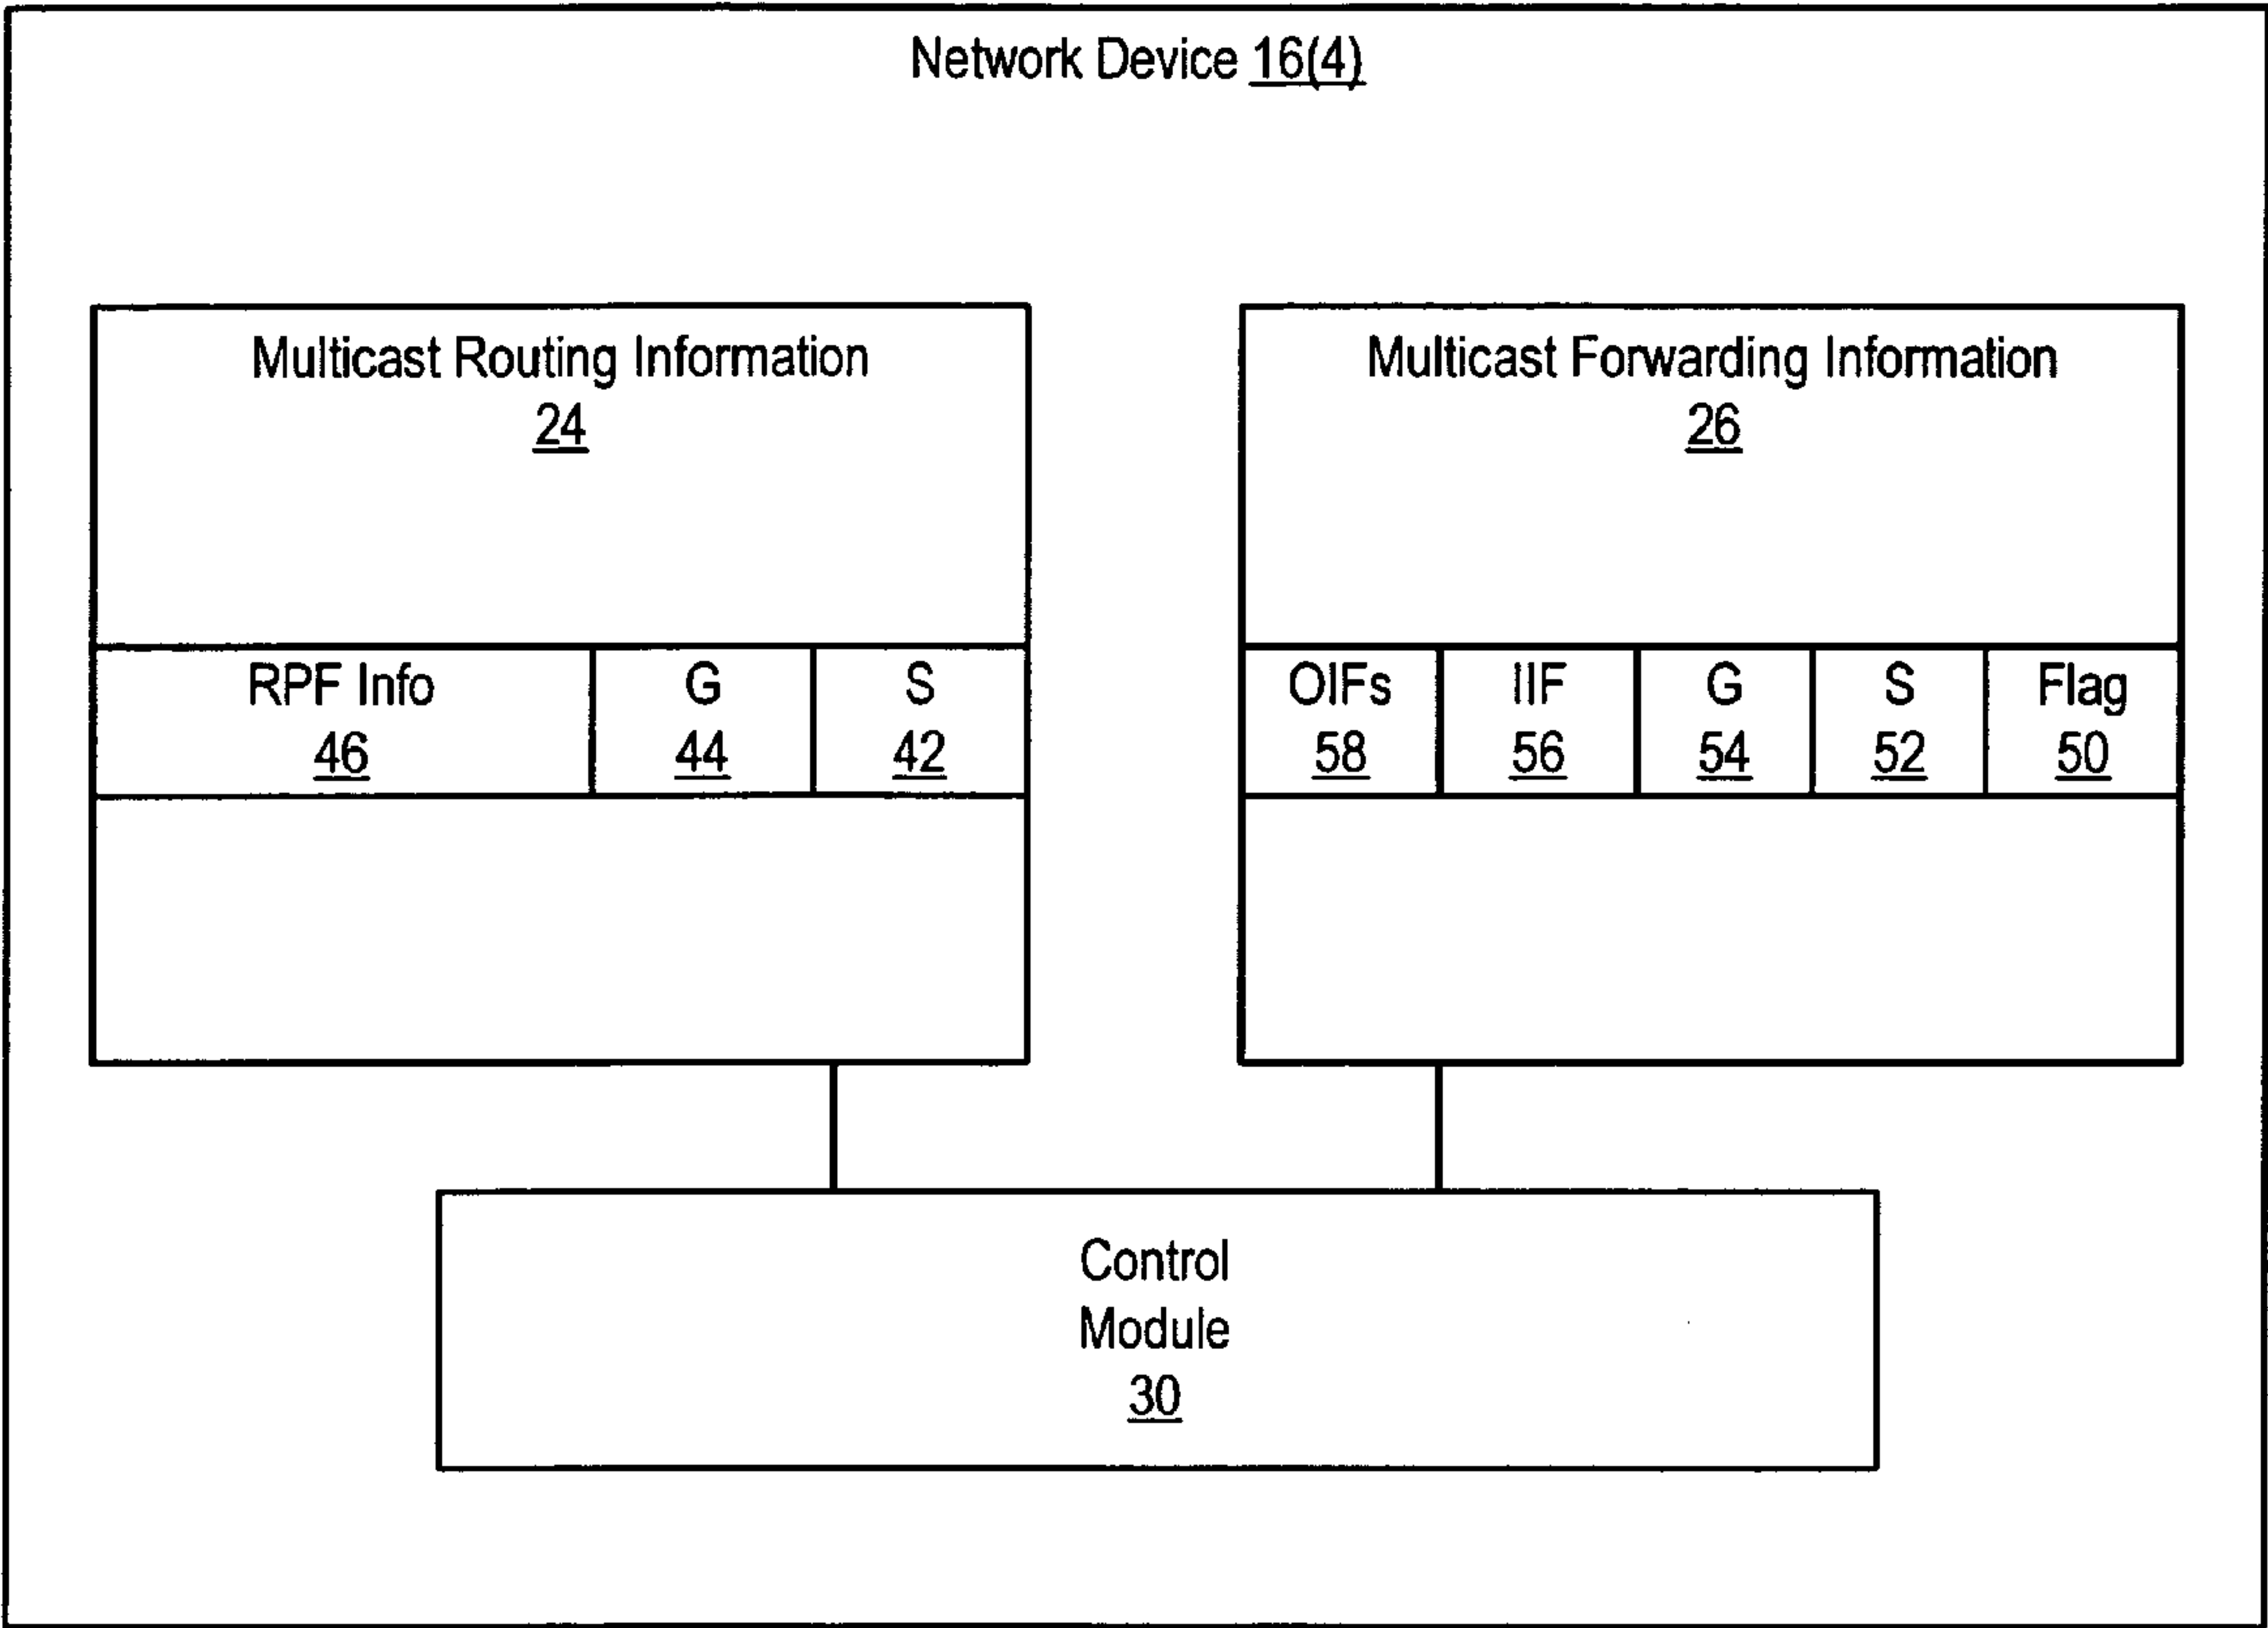 Network Device 16(4)
Multicast Routing Information
24
RPF Info
46
G
44
S
42
Multicast Forwarding Information
26
OIFs
58
IIF
56
G
54
S
52
Flag
50
Control
Module
30